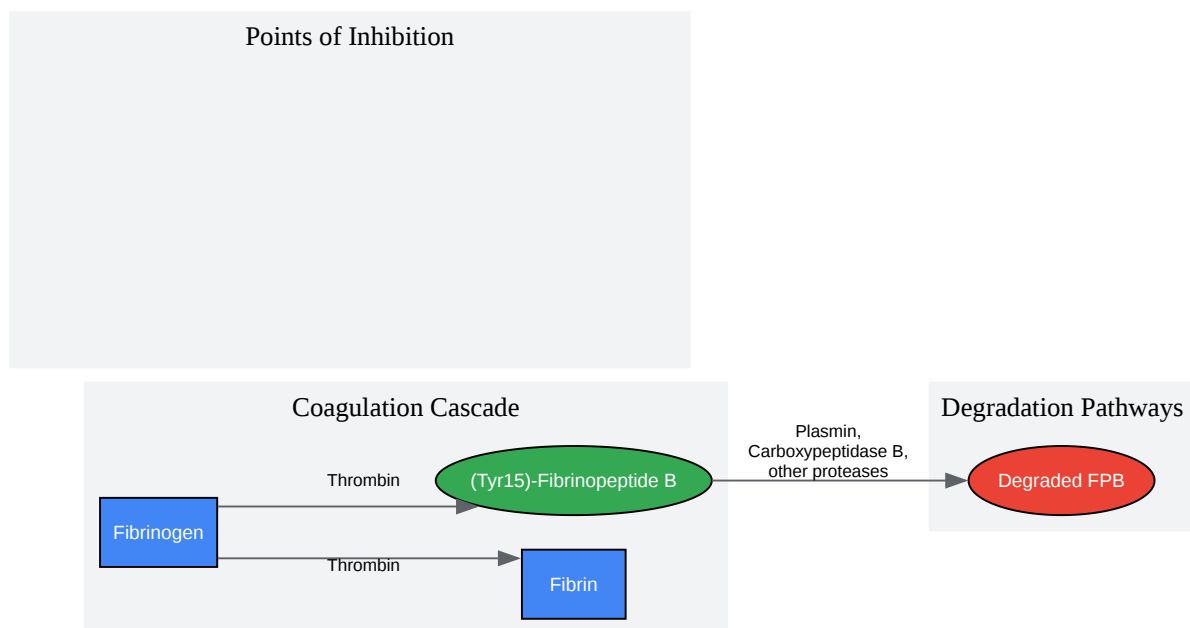 Points of Inhibition
Coagulation Cascade
Degradation Pathways
Thrombin
(Tyr15)-Fibrinopeptide B
Plasmin,
Carboxypeptidase B,
other proteases
Degraded FPB
Fibrinogen
Thrombin
Fibrin